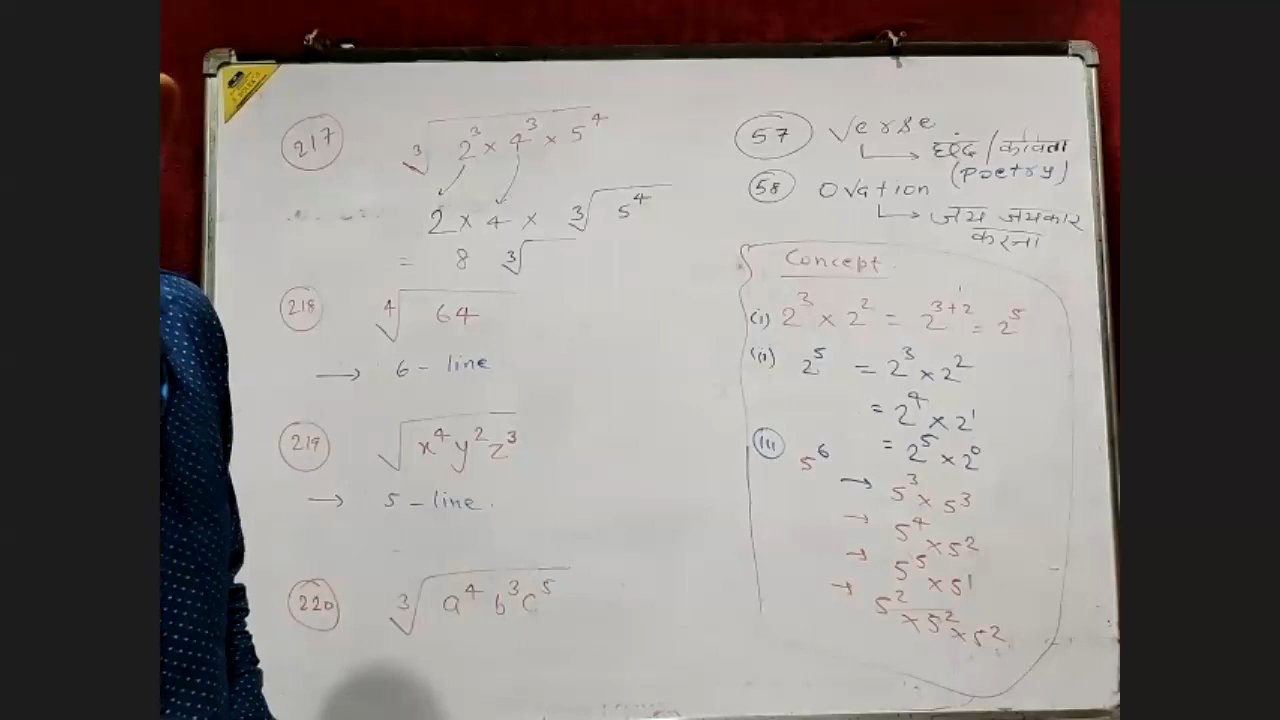 217 ∛(2³ × 4³ × 5⁴)
2 × 4 × ∛(5⁴)
= 8 ∛
218 ∜64
→ 6 - line
219 √(x⁴y²z³)
→ 5 - line.
220 ∛(a⁴b³c⁵)
57 Verse
→ छंद / कविता
(Poetry)
58 Ovation
→ जय जयकार
करना
Concept
(i) 2³ × 2² = 2³⁺² = 2⁵
(ii) 2⁵ = 2³ × 2²
= 2⁴ × 2¹
= 2⁵ × 2⁰
(iii) 5⁶
→ 5³ × 5³
→ 5⁴ × 5²
→ 5⁵ × 5¹
→ 5² × 5² × 5²